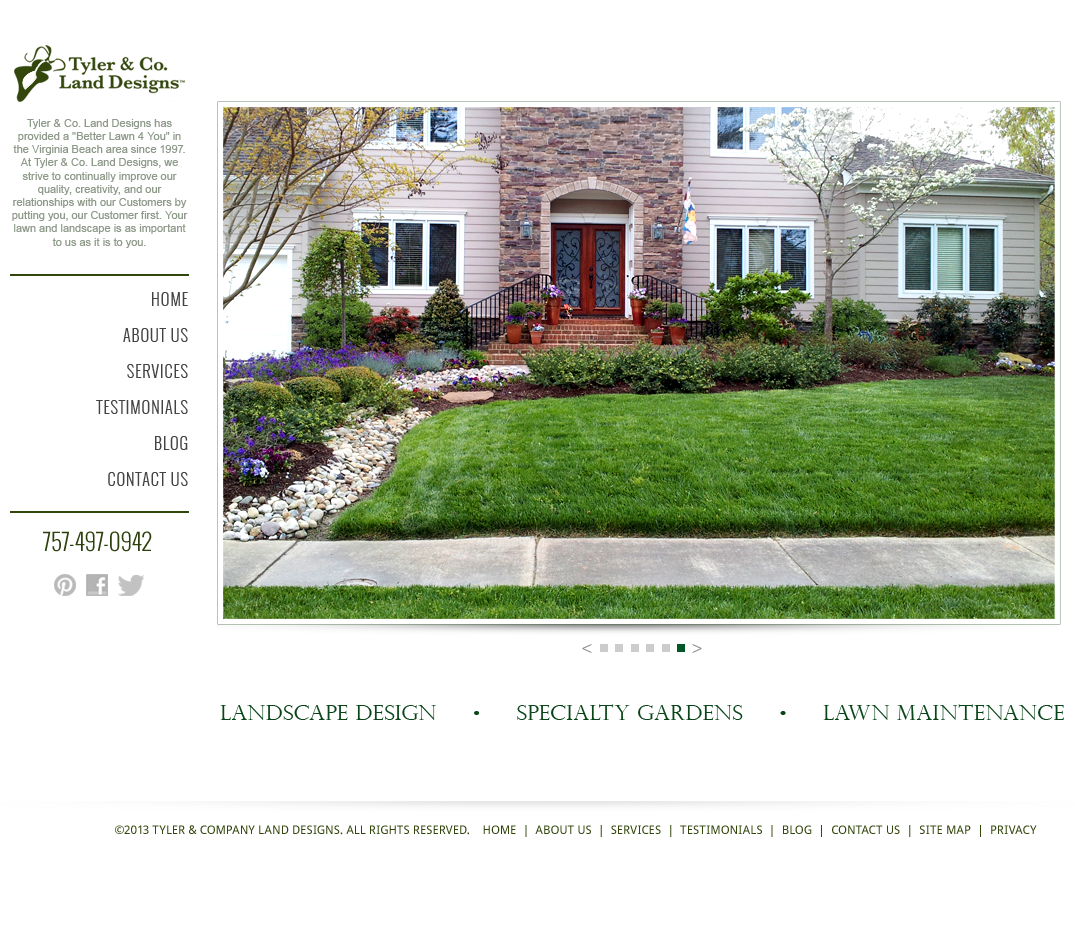 Tyler & Co.
Land Designs™
Tyler & Co. Land Designs has
provided a "Better Lawn 4 You" in
the Virginia Beach area since 1997.
At Tyler & Co. Land Designs, we
strive to continually improve our
quality, creativity, and our
relationships with our Customers by
putting you, our Customer first. Your
lawn and landscape is as important
to us as it is to you.
HOME
ABOUT US
SERVICES
TESTIMONIALS
BLOG
CONTACT US
757-497-0942
< >
LANDSCAPE DESIGN • SPECIALTY GARDENS • LAWN MAINTENANCE
©2013 TYLER & COMPANY LAND DESIGNS. ALL RIGHTS RESERVED. HOME | ABOUT US | SERVICES | TESTIMONIALS | BLOG | CONTACT US | SITE MAP | PRIVACY